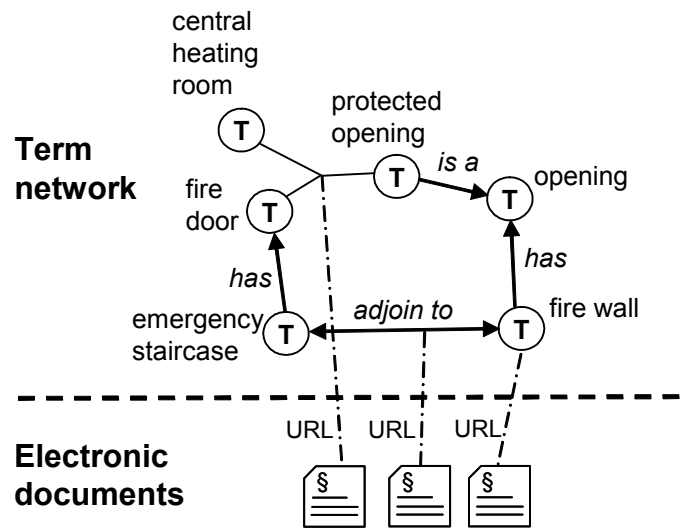 central
heating
room
T
protected
opening
Term
network
T
is a
opening
T
fire
door
T
has
has
adjoin to
emergency
staircase
T
T
fire wall
URL
URL
URL
Electronic
documents
§
§
§